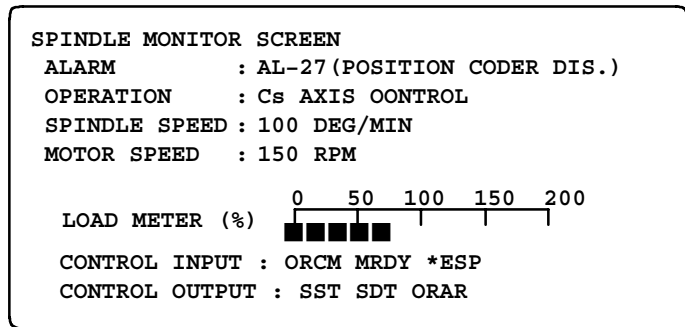 SPINDLE MONITOR SCREEN
ALARM : AL-27(POSITION CODER DIS.)
OPERATION : Cs AXIS OONTROL
SPINDLE SPEED : 100 DEG/MIN
MOTOR SPEED : 150 RPM
0 50 100 150 200
LOAD METER (%)
CONTROL INPUT : ORCM MRDY *ESP
CONTROL OUTPUT : SST SDT ORAR